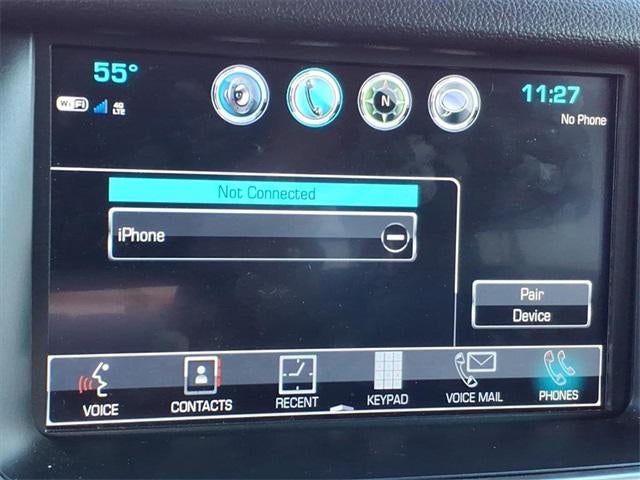 55°
WiFi
4G
LTE
N
11:27
No Phone
Not Connected
iPhone
Pair
Device
VOICE
CONTACTS
RECENT
KEYPAD
VOICE MAIL
PHONES